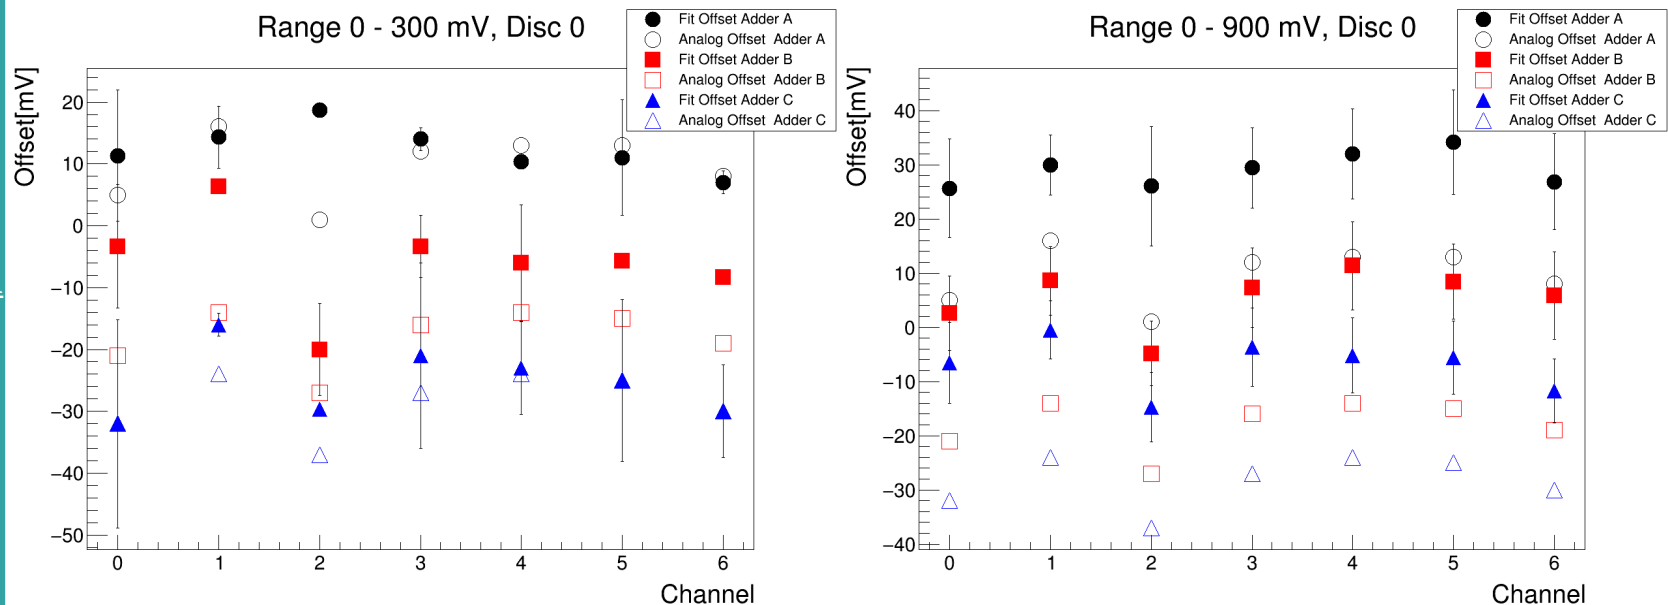 Range 0 - 300 mV, Disc 0
Fit Offset Adder A
Analog Offset  Adder A
Fit Offset Adder B
Analog Offset  Adder B
Fit Offset Adder C
Analog Offset  Adder C
Offset[mV]
20
10
0
−10
−20
−30
−40
−50
0 1 2 3 4 5 6
Channel
Range 0 - 900 mV, Disc 0
Fit Offset Adder A
Analog Offset  Adder A
Fit Offset Adder B
Analog Offset  Adder B
Fit Offset Adder C
Analog Offset  Adder C
Offset[mV]
40
30
20
10
0
−10
−20
−30
−40
0 1 2 3 4 5 6
Channel